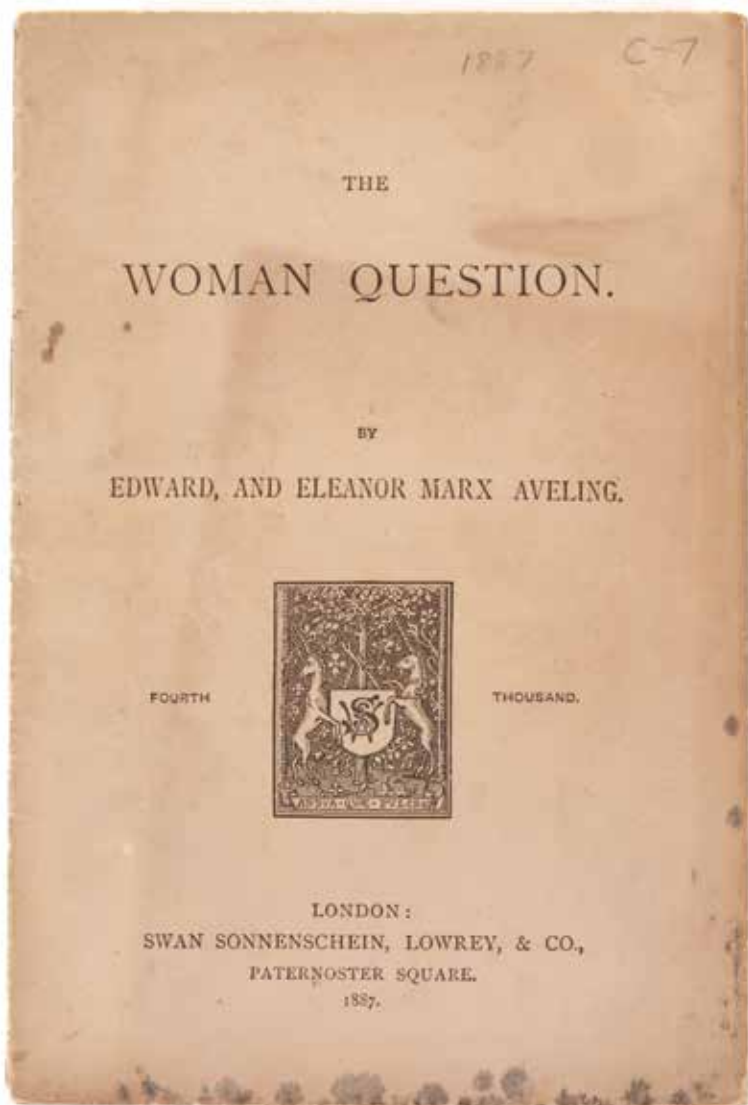 1887 C-7
THE
WOMAN QUESTION.
BY
EDWARD, AND ELEANOR MARX AVELING.
FOURTH THOUSAND.
LONDON:
SWAN SONNENSCHEIN, LOWREY, & CO.,
PATERNOSTER SQUARE.
1887.